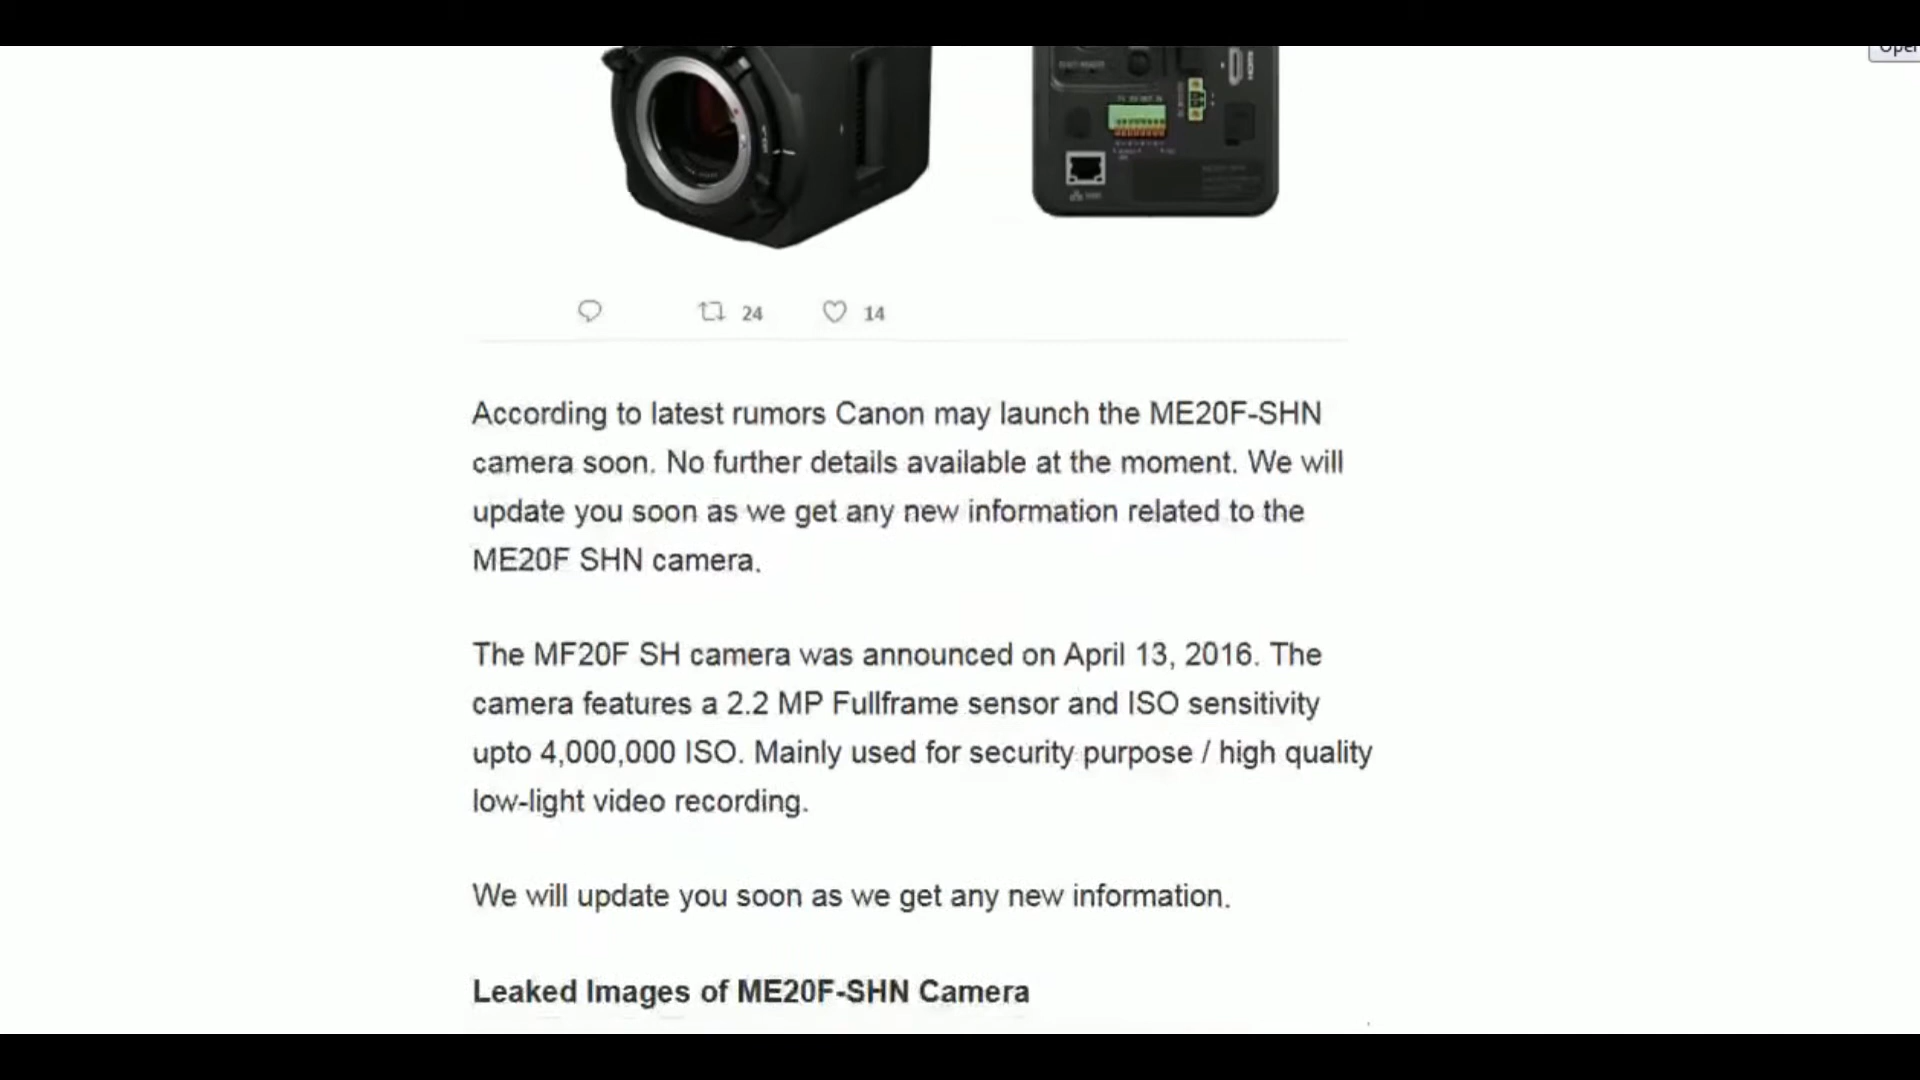 Oper
24 14
According to latest rumors Canon may launch the ME20F-SHN
camera soon. No further details available at the moment. We will
update you soon as we get any new information related to the
ME20F SHN camera.
The MF20F SH camera was announced on April 13, 2016. The
camera features a 2.2 MP Fullframe sensor and ISO sensitivity
upto 4,000,000 ISO. Mainly used for security purpose / high quality
low-light video recording.
We will update you soon as we get any new information.
Leaked Images of ME20F-SHN Camera